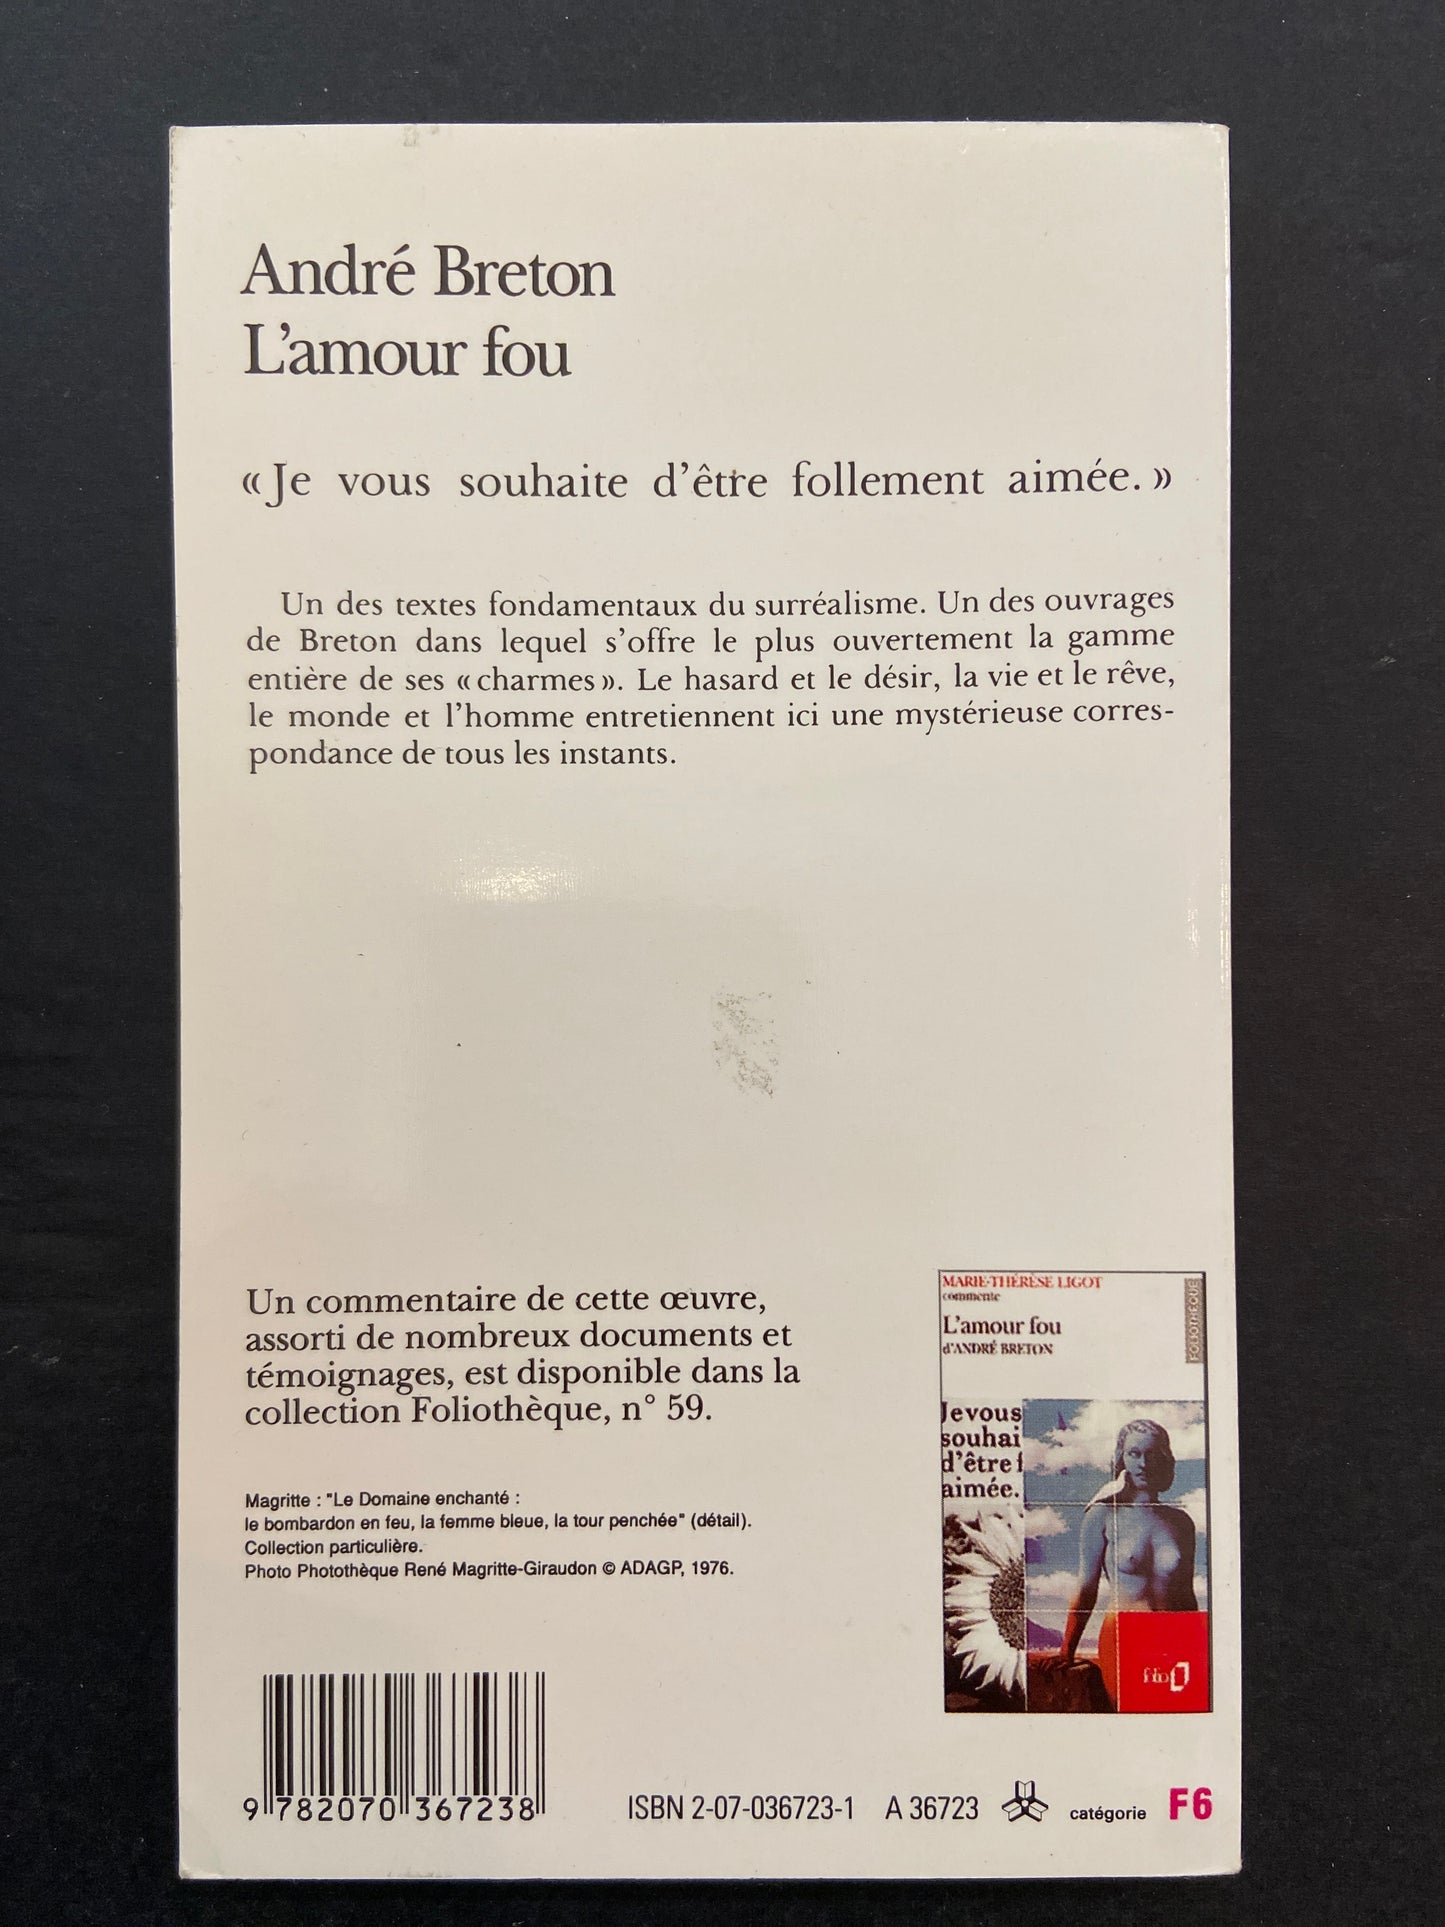 André Breton
L'amour fou
« Je vous souhaite d'être follement aimée. »
Un des textes fondamentaux du surréalisme. Un des ouvrages
de Breton dans lequel s'offre le plus ouvertement la gamme
entière de ses « charmes ». Le hasard et le désir, la vie et le rêve,
le monde et l'homme entretiennent ici une mystérieuse corres-
pondance de tous les instants.
Un commentaire de cette œuvre,
assorti de nombreux documents et
témoignages, est disponible dans la
collection Foliothèque, n° 59.
Magritte : "Le Domaine enchanté :
le bombardon en feu, la femme bleue, la tour penchée" (détail).
Collection particulière.
Photo Photothèque René Magritte-Giraudon © ADAGP, 1976.
MARIE-THÉRÈSE LIGOT
commente
L'amour fou
d'ANDRÉ BRETON
FOLIOTHÈQUE
Je vous
souhai
d'être f
aimée.
folio
9 782070 367238
ISBN 2-07-036723-1 A 36723 catégorie F6